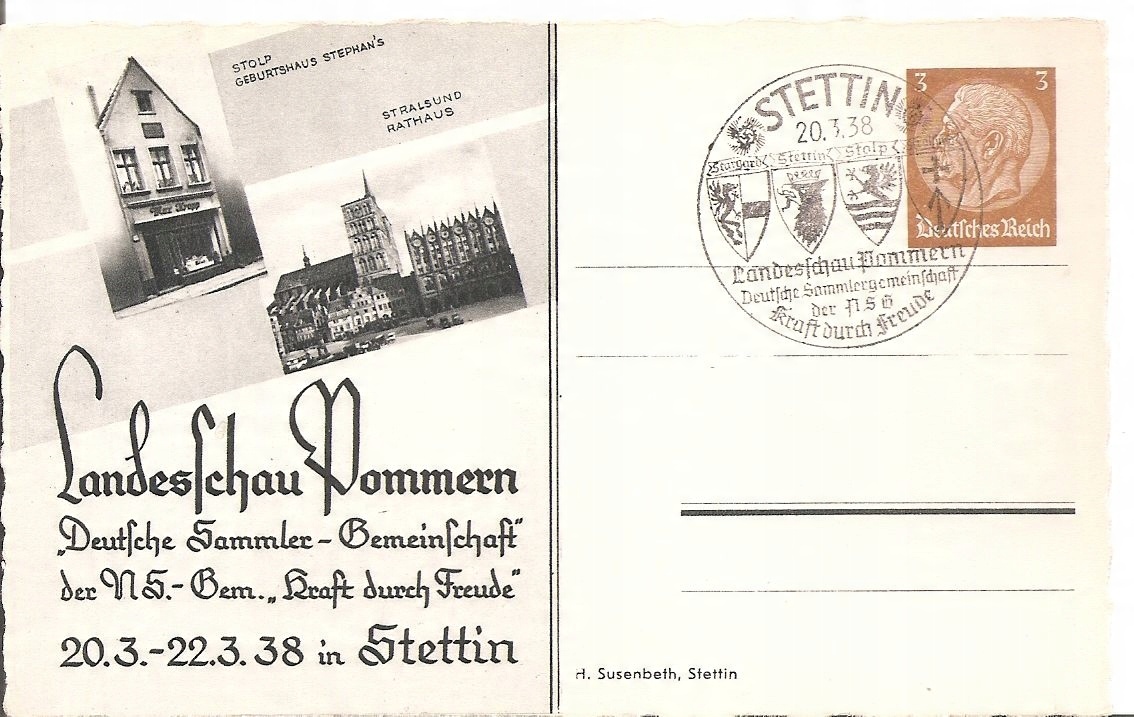 STOLP
GEBURTSHAUS STEPHAN'S
STRALSUND
RATHAUS
Landesschau Pommern
„Deutsche Sammler-Gemeinschaft"
der NS.-Gem. „Kraft durch Freude"
20.3.-22.3.38 in Stettin
STETTIN
20.3.38
Stargard Stettin Stolp
Landesschau Pommern
Deutsche Sammlergemeinschaft
der NSG
Kraft durch Freude
3 3
Deutsches Reich
H. Susenbeth, Stettin